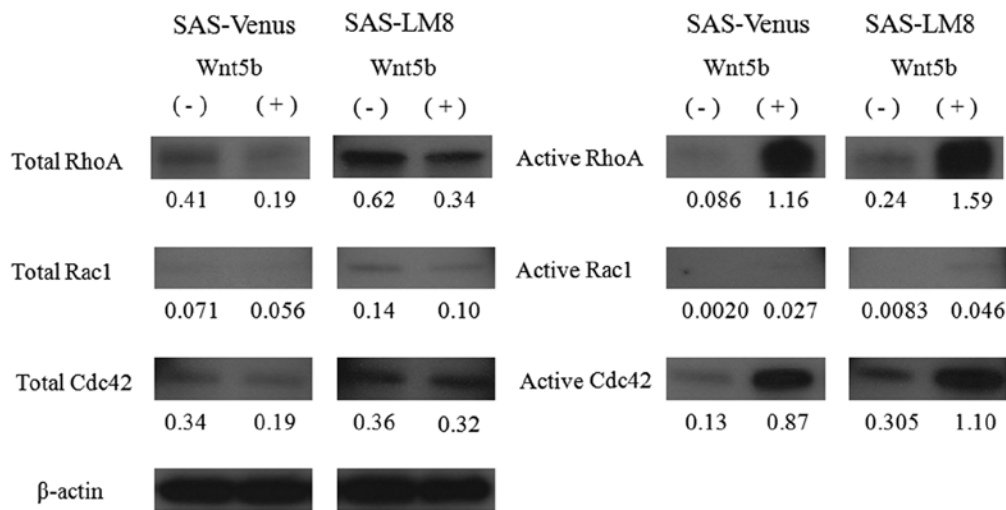 SAS-Venus SAS-LM8 SAS-Venus SAS-LM8
Wnt5b Wnt5b Wnt5b Wnt5b
( - ) ( + ) ( - ) ( + ) ( - ) ( + ) ( - ) ( + )
Total RhoA Active RhoA
0.41 0.19 0.62 0.34 0.086 1.16 0.24 1.59
Total Rac1 Active Rac1
0.071 0.056 0.14 0.10 0.0020 0.027 0.0083 0.046
Total Cdc42 Active Cdc42
0.34 0.19 0.36 0.32 0.13 0.87 0.305 1.10
β-actin